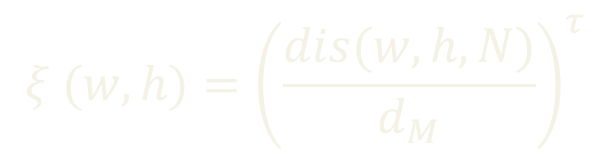 ξ (w, h) = (dis(w, h, N) / d_M)^τ